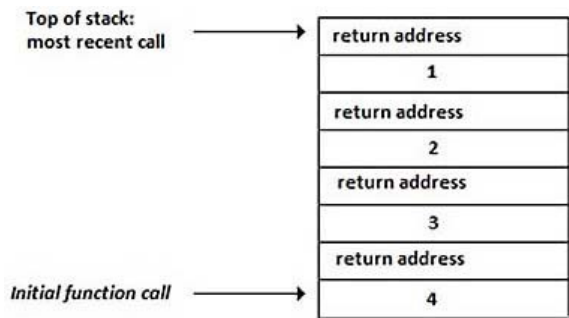 Top of stack:
most recent call
return address
1
return address
2
return address
3
return address
Initial function call
4